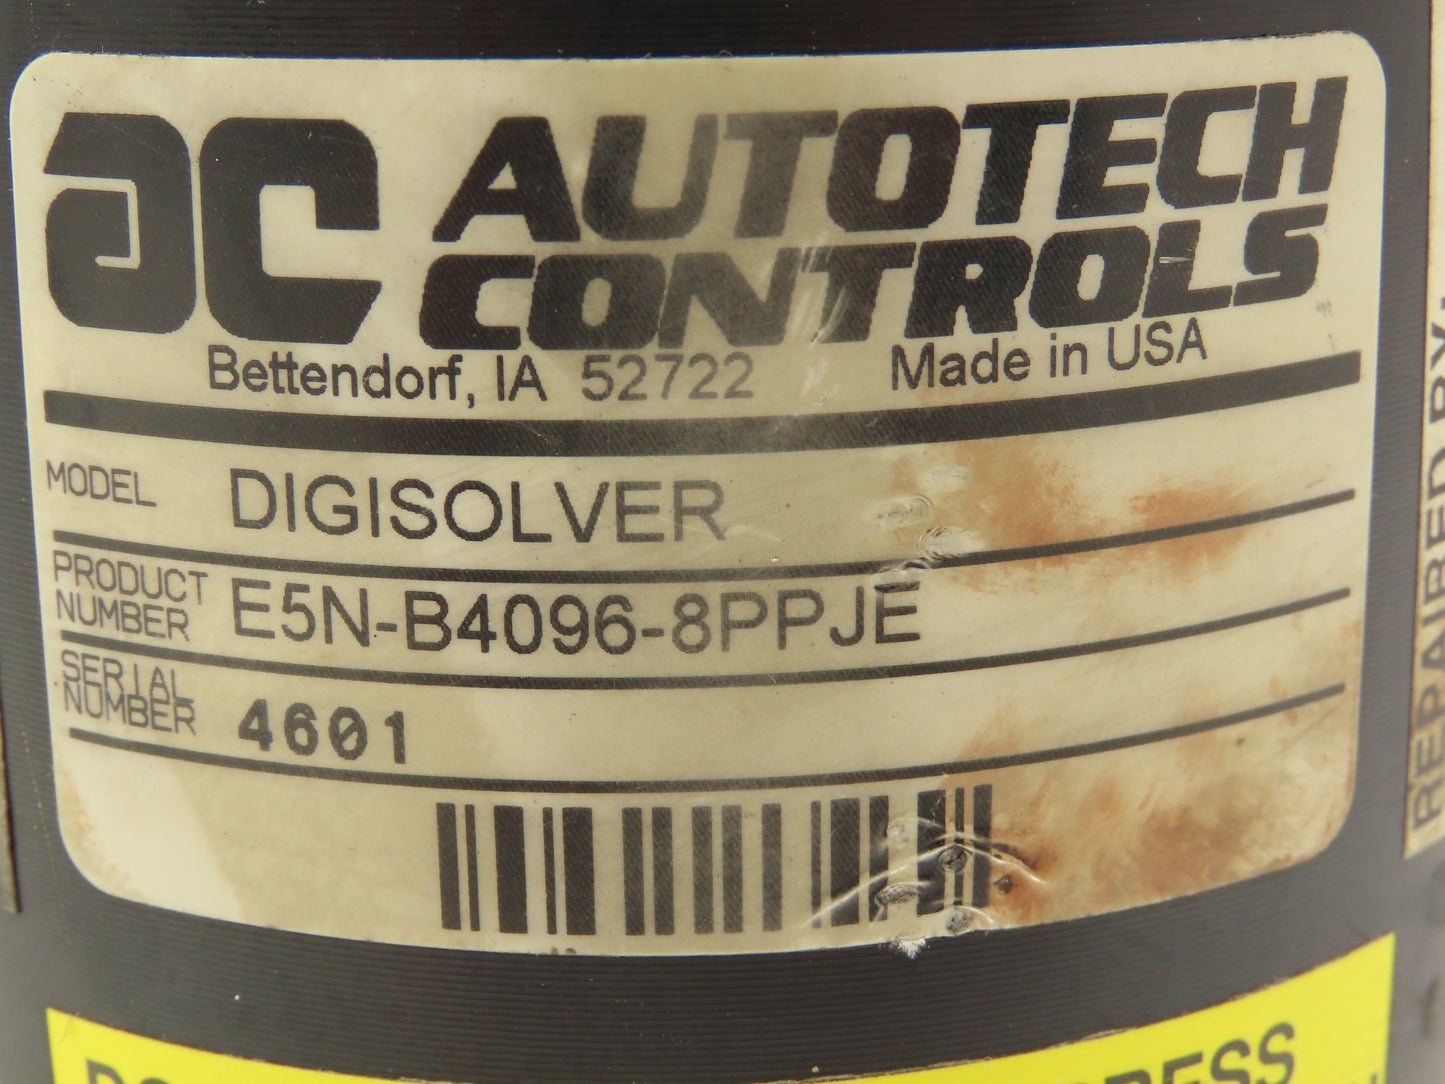 AC AUTOTECH
CONTROLS
Bettendorf, IA 52722 Made in USA
MODEL DIGISOLVER
PRODUCT NUMBER E5N-B4096-8PPJE
SERIAL NUMBER 4601
REPAIRED BY: